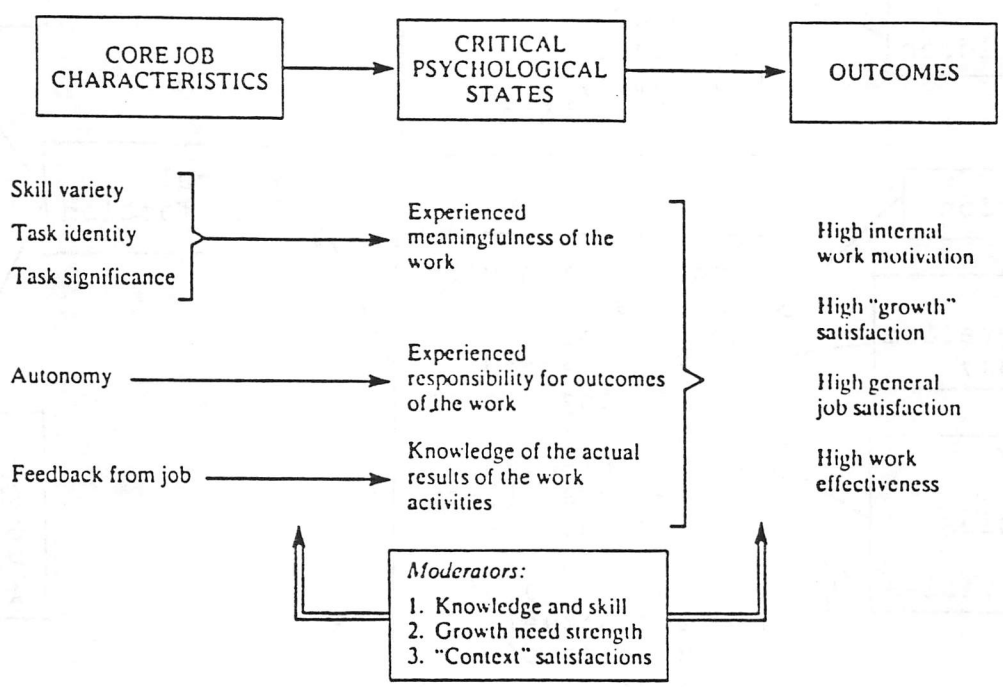 CORE JOB
CHARACTERISTICS
CRITICAL
PSYCHOLOGICAL
STATES
OUTCOMES
Skill variety
Task identity
Task significance
Experienced
meaningfulness of the
work
Autonomy
Experienced
responsibility for outcomes
of the work
Feedback from job
Knowledge of the actual
results of the work
activities
High internal
work motivation
High "growth"
satisfaction
High general
job satisfaction
High work
effectiveness
Moderators:
1. Knowledge and skill
2. Growth need strength
3. "Context" satisfactions